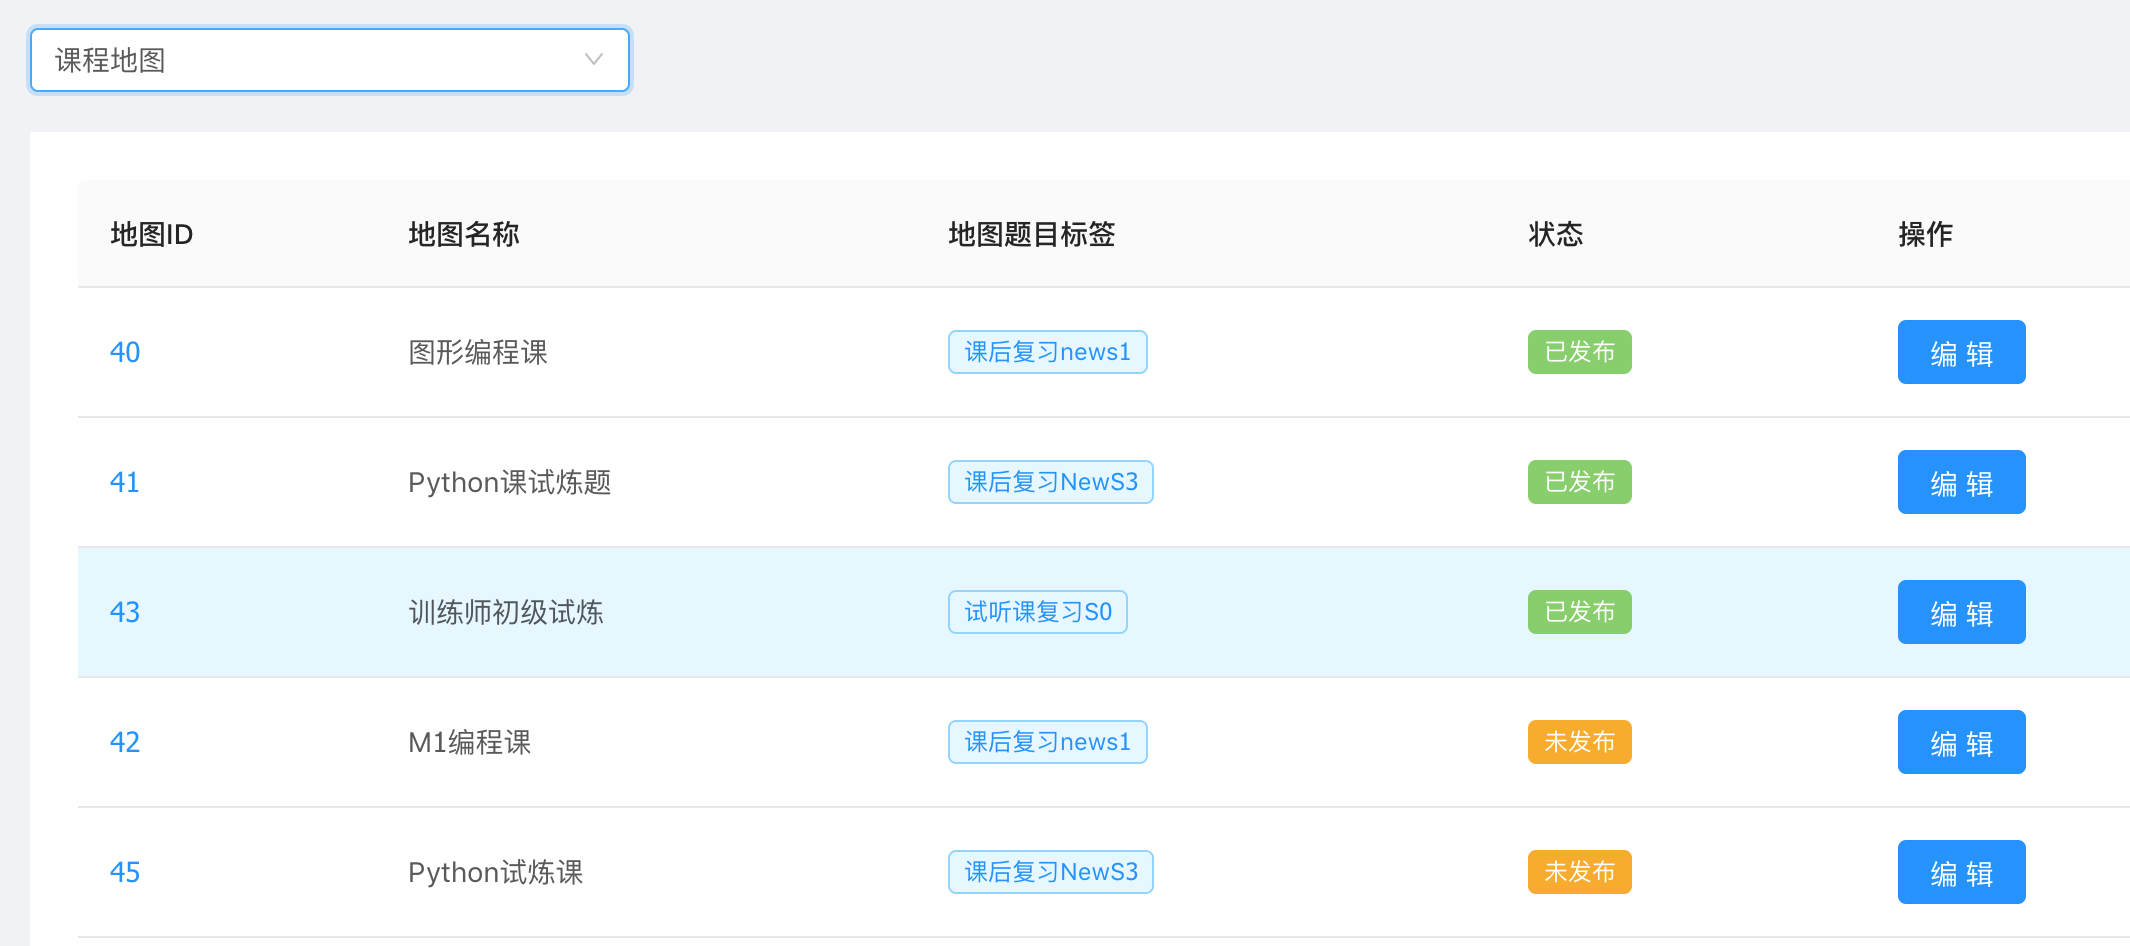 课程地图
地图ID 地图名称 地图题目标签 状态 操作
40 图形编程课 课后复习news1 已发布 编 辑
41 Python课试炼题 课后复习NewS3 已发布 编 辑
43 训练师初级试炼 试听课复习S0 已发布 编 辑
42 M1编程课 课后复习news1 未发布 编 辑
45 Python试炼课 课后复习NewS3 未发布 编 辑